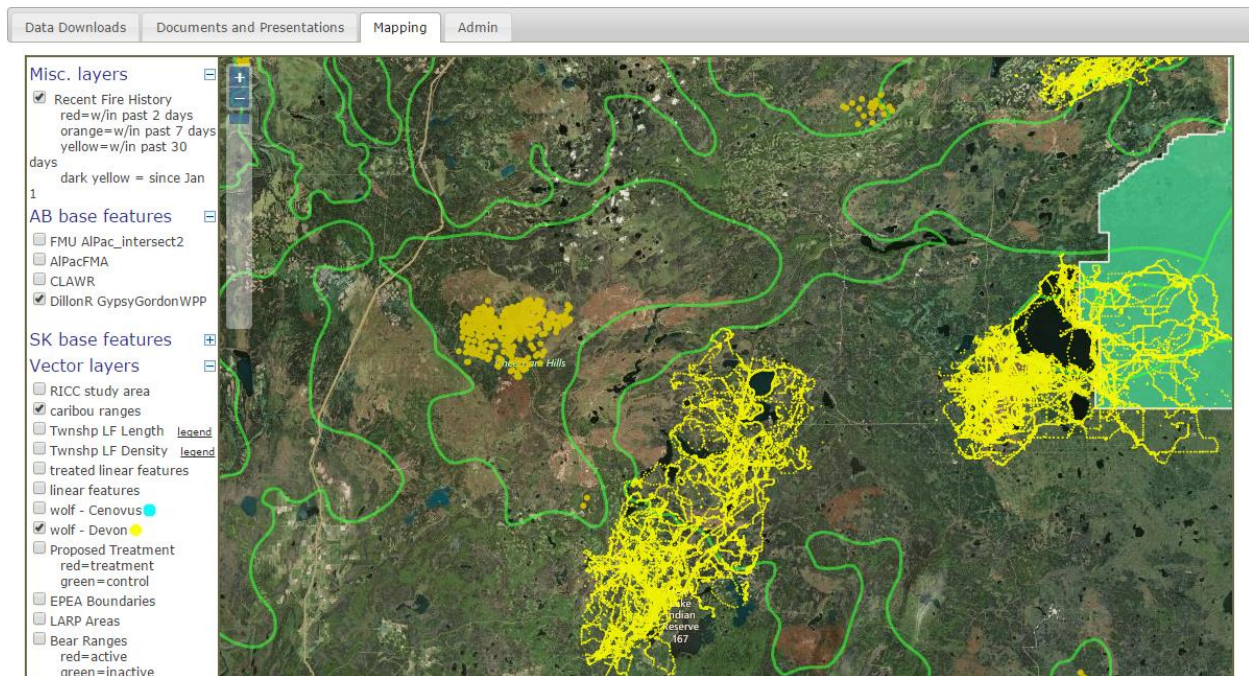 Data Downloads
Documents and Presentations
Mapping
Admin
Misc. layers
Recent Fire History
red=w/in past 2 days
orange=w/in past 7 days
yellow=w/in past 30
days
dark yellow = since Jan
1
AB base features
FMU AlPac_intersect2
AlPacFMA
CLAWR
DillonR GypsyGordonWPP
SK base features
Vector layers
RICC study area
caribou ranges
Twnshp LF Length legend
Twnshp LF Density legend
treated linear features
linear features
wolf - Cenovus
wolf - Devon
Proposed Treatment
red=treatment
green=control
EPEA Boundaries
LARP Areas
Bear Ranges
red=active
green=inactive
+
−
Hills
Lake
Indian
Reserve
167